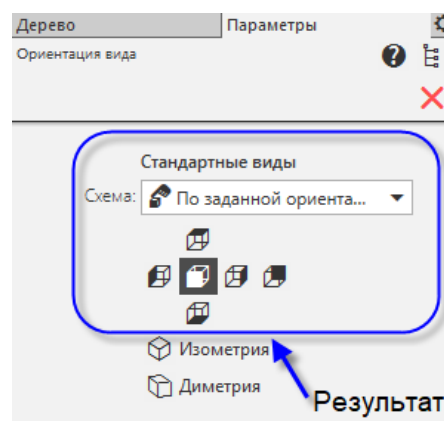 Дерево
Параметры
Ориентация вида
Стандартные виды
Схема: По заданной ориента...
Изометрия
Диметрия
Результат